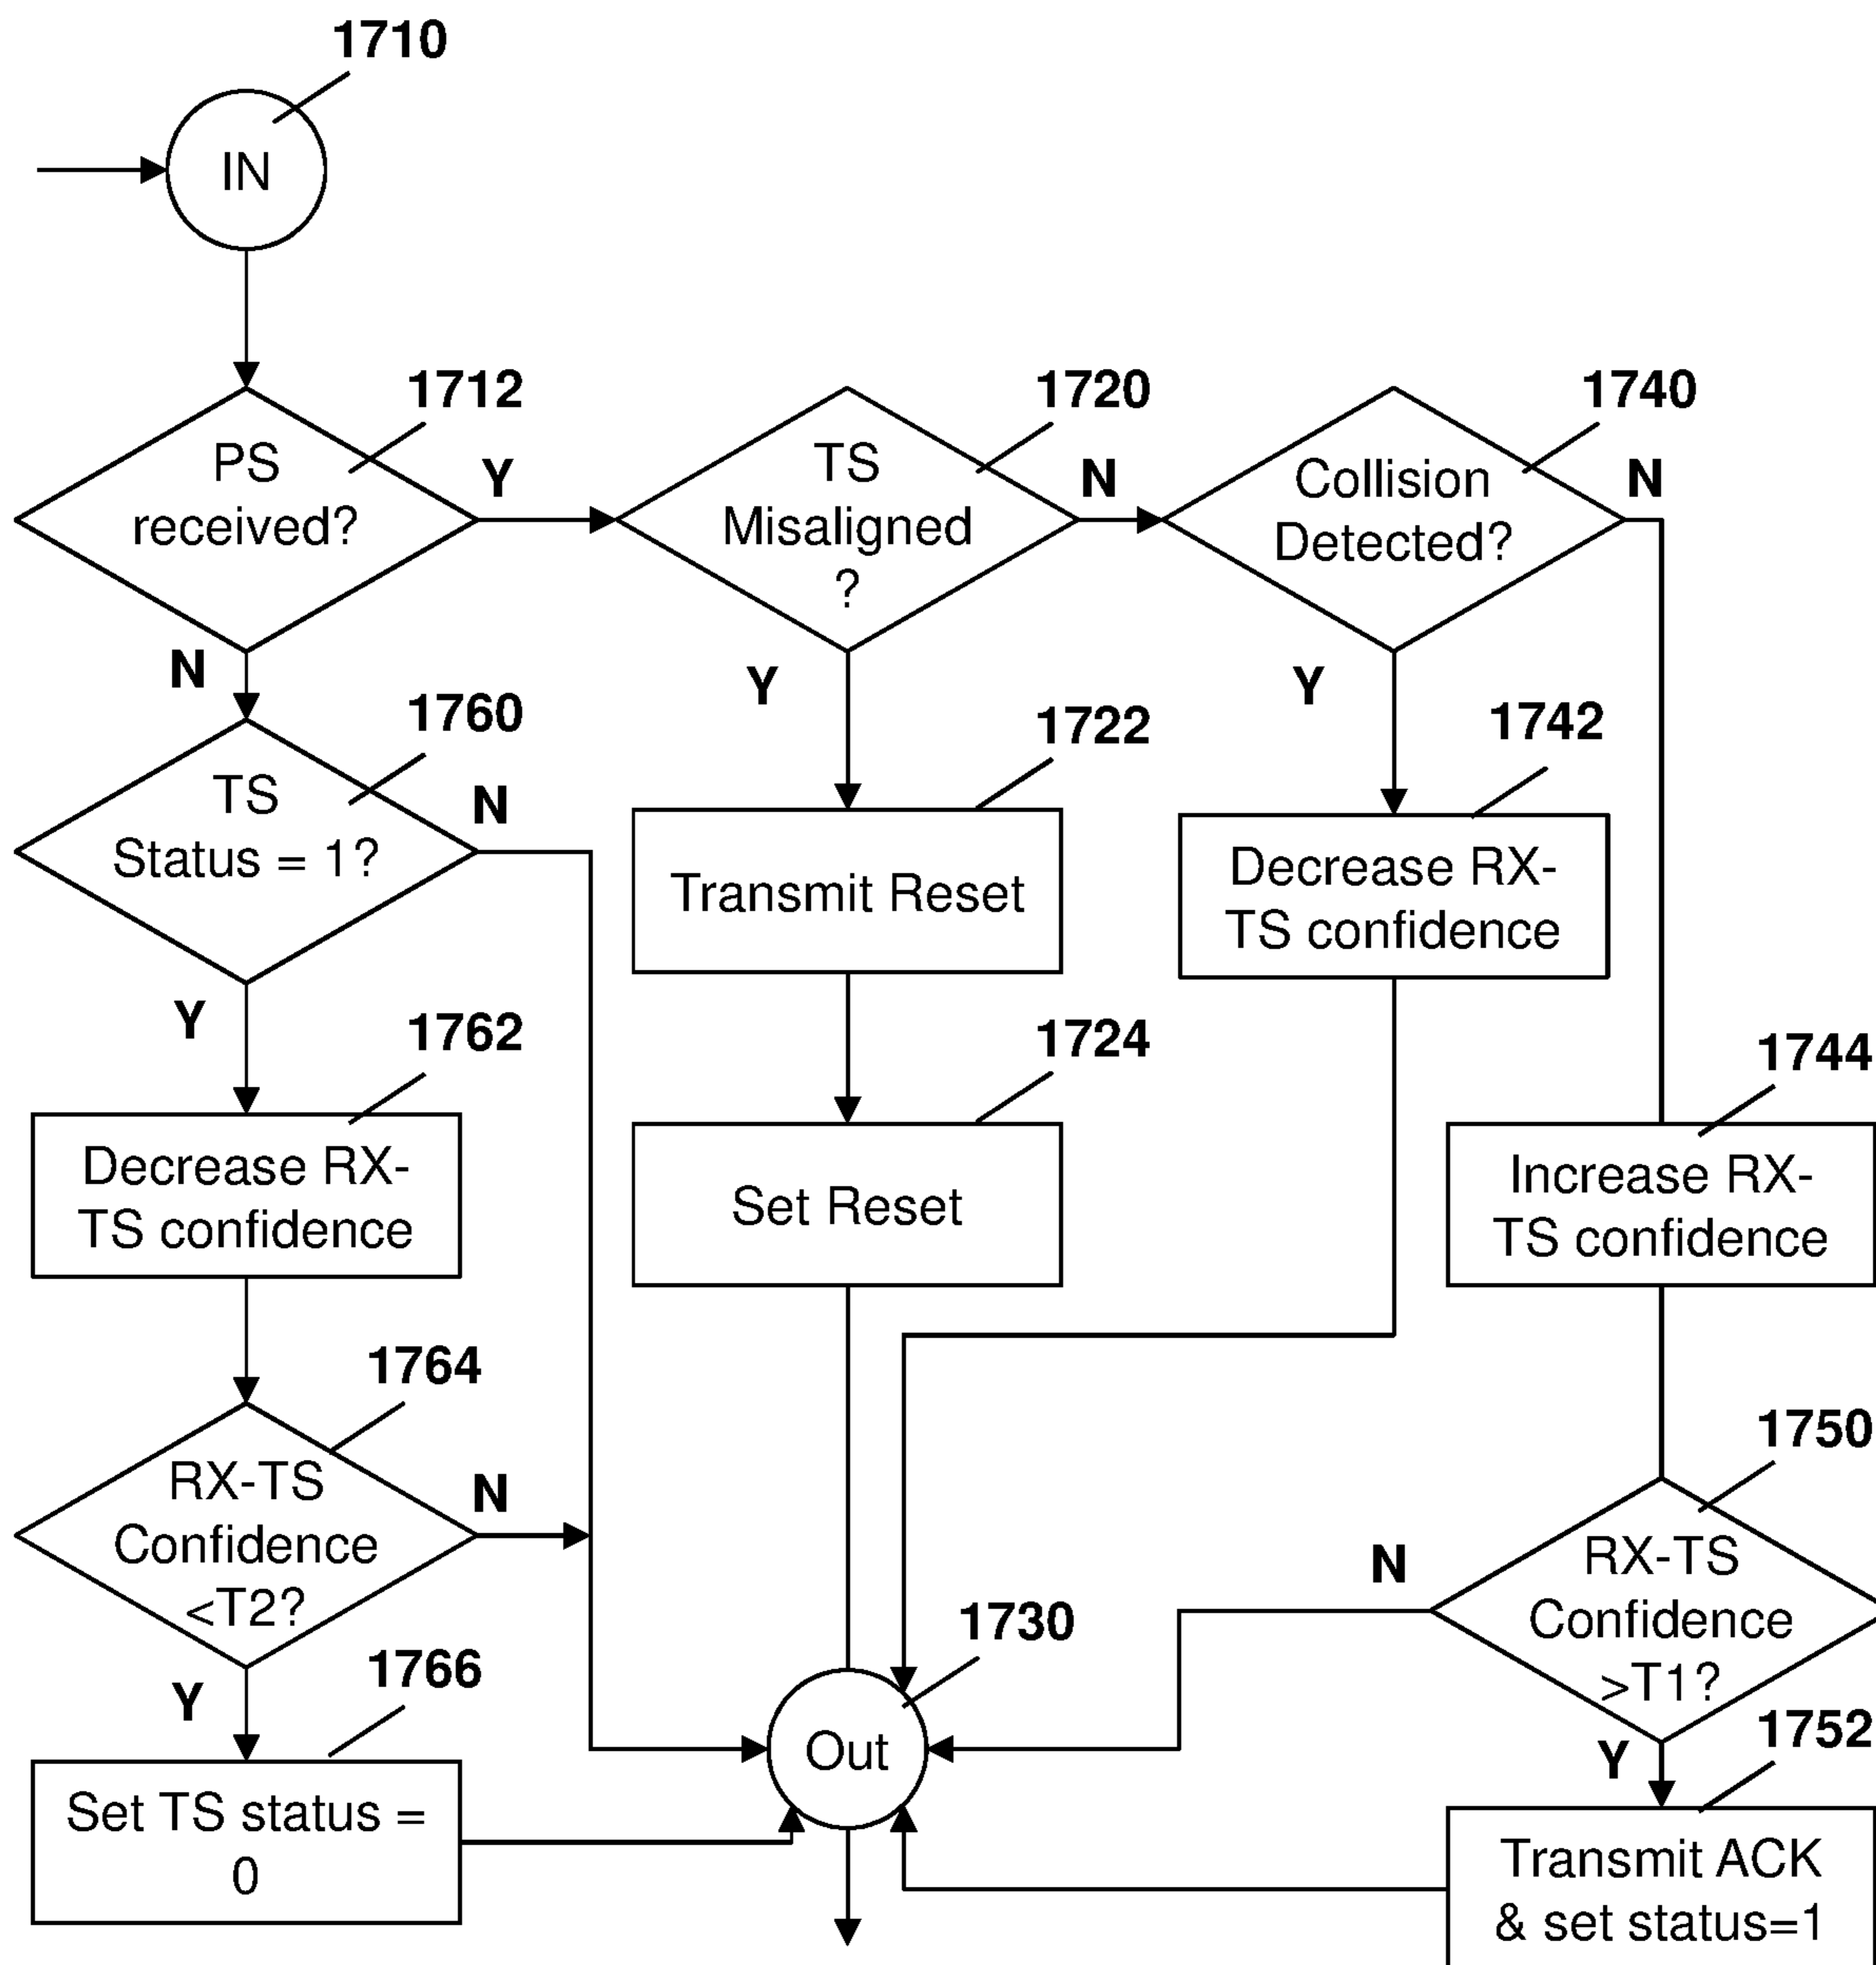 1710
IN
1712
PS
received?
Y
N
1720
TS
Misaligned
?
N
Y
1740
Collision
Detected?
N
Y
1760
TS
Status = 1?
N
Y
1722
Transmit Reset
1742
Decrease RX-
TS confidence
1762
Decrease RX-
TS confidence
1724
Set Reset
1744
Increase RX-
TS confidence
1764
RX-TS
Confidence
<T2?
N
Y
1750
RX-TS
Confidence
>T1?
N
Y
1730
Out
1766
Set TS status =
0
1752
Transmit ACK
& set status=1